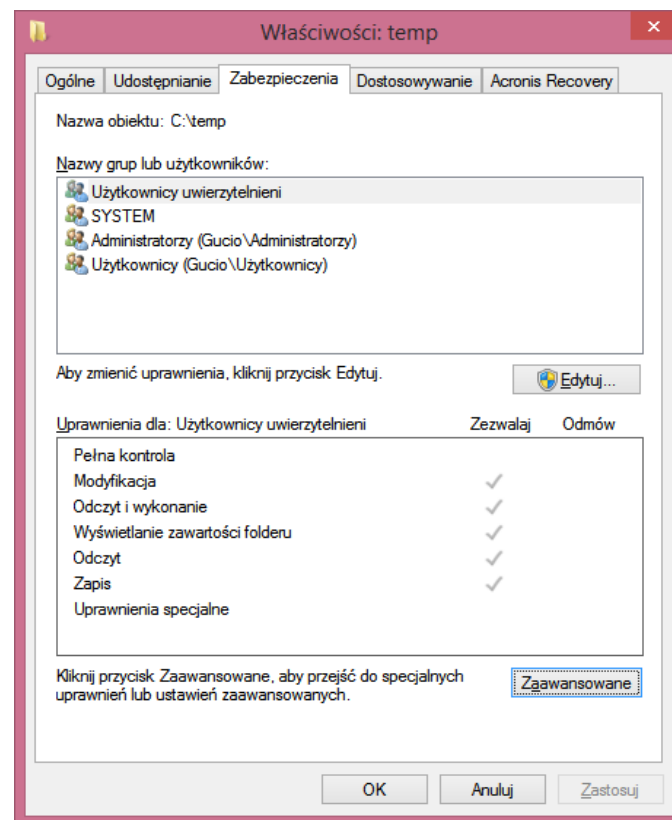 Właściwości: temp
Ogólne Udostępnianie Zabezpieczenia Dostosowywanie Acronis Recovery
Nazwa obiektu: C:\temp
Nazwy grup lub użytkowników:
Użytkownicy uwierzytelnieni
SYSTEM
Administratorzy (Gucio\Administratorzy)
Użytkownicy (Gucio\Użytkownicy)
Aby zmienić uprawnienia, kliknij przycisk Edytuj.
Edytuj...
Uprawnienia dla: Użytkownicy uwierzytelnieni Zezwalaj Odmów
Pełna kontrola
Modyfikacja
Odczyt i wykonanie
Wyświetlanie zawartości folderu
Odczyt
Zapis
Uprawnienia specjalne
Kliknij przycisk Zaawansowane, aby przejść do specjalnych
uprawnień lub ustawień zaawansowanych.
Zaawansowane
OK Anuluj Zastosuj